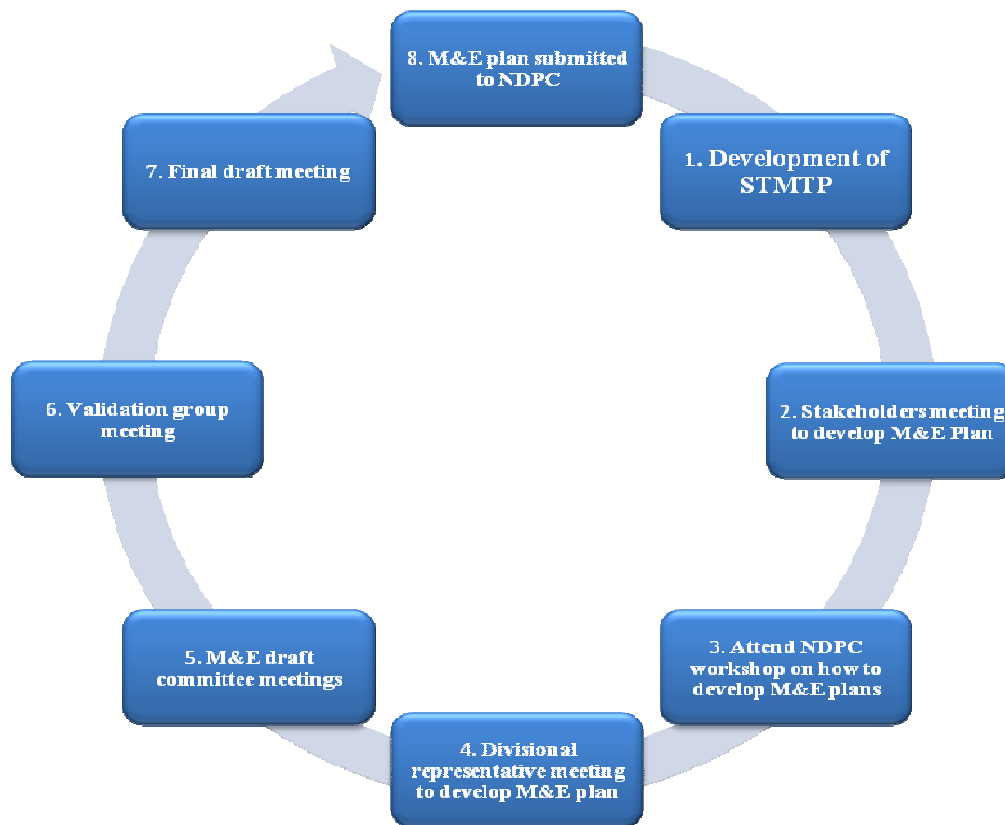 8. M&E plan submitted
to NDPC
1. Development of
STMTP
2. Stakeholders meeting
to develop M&E Plan
3. Attend NDPC
workshop on how to
develop M&E plans
4. Divisional
representative meeting
to develop M&E plan
5. M&E draft
committee meetings
6. Validation group
meeting
7. Final draft meeting